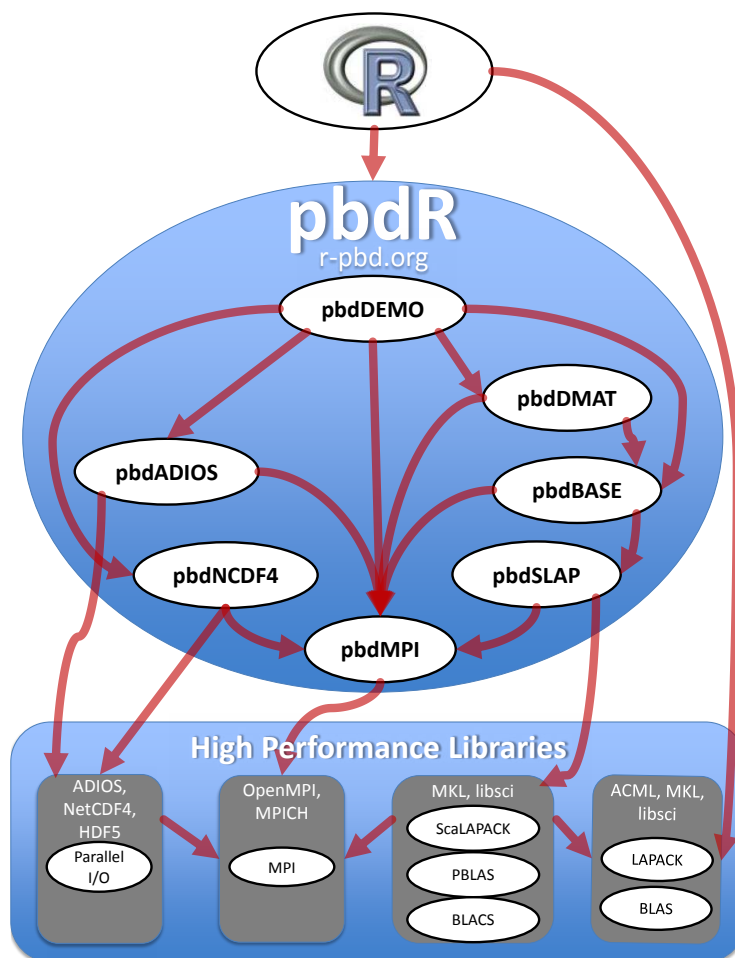 R
pbdR
r-pbd.org
pbdDEMO
pbdDMAT
pbdADIOS
pbdBASE
pbdNCDF4
pbdSLAP
pbdMPI
High Performance Libraries
ADIOS,
NetCDF4,
HDF5
Parallel
I/O
OpenMPI,
MPICH
MPI
MKL, libsci
ScaLAPACK
PBLAS
BLACS
ACML, MKL,
libsci
LAPACK
BLAS